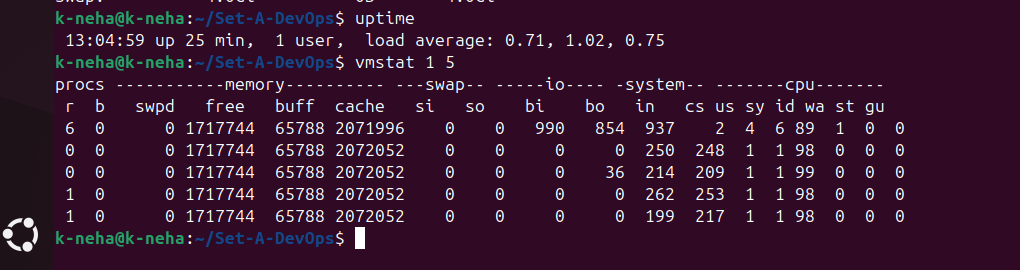 k-neha@k-neha:~/Set-A-DevOps$ uptime
 13:04:59 up 25 min,  1 user,  load average: 0.71, 1.02, 0.75
k-neha@k-neha:~/Set-A-DevOps$ vmstat 1 5
procs -----------memory---------- ---swap-- -----io---- -system-- -------cpu-------
 r  b   swpd   free   buff  cache   si   so    bi    bo   in   cs us sy id wa st gu
 6  0      0 1717744  65788 2071996    0    0   990   854  937    2  4  6 89  1  0  0
 0  0      0 1717744  65788 2072052    0    0     0     0  250  248  1  1 98  0  0  0
 0  0      0 1717744  65788 2072052    0    0     0    36  214  209  1  1 99  0  0  0
 1  0      0 1717744  65788 2072052    0    0     0     0  262  253  1  1 98  0  0  0
 1  0      0 1717744  65788 2072052    0    0     0     0  199  217  1  1 98  0  0  0
k-neha@k-neha:~/Set-A-DevOps$